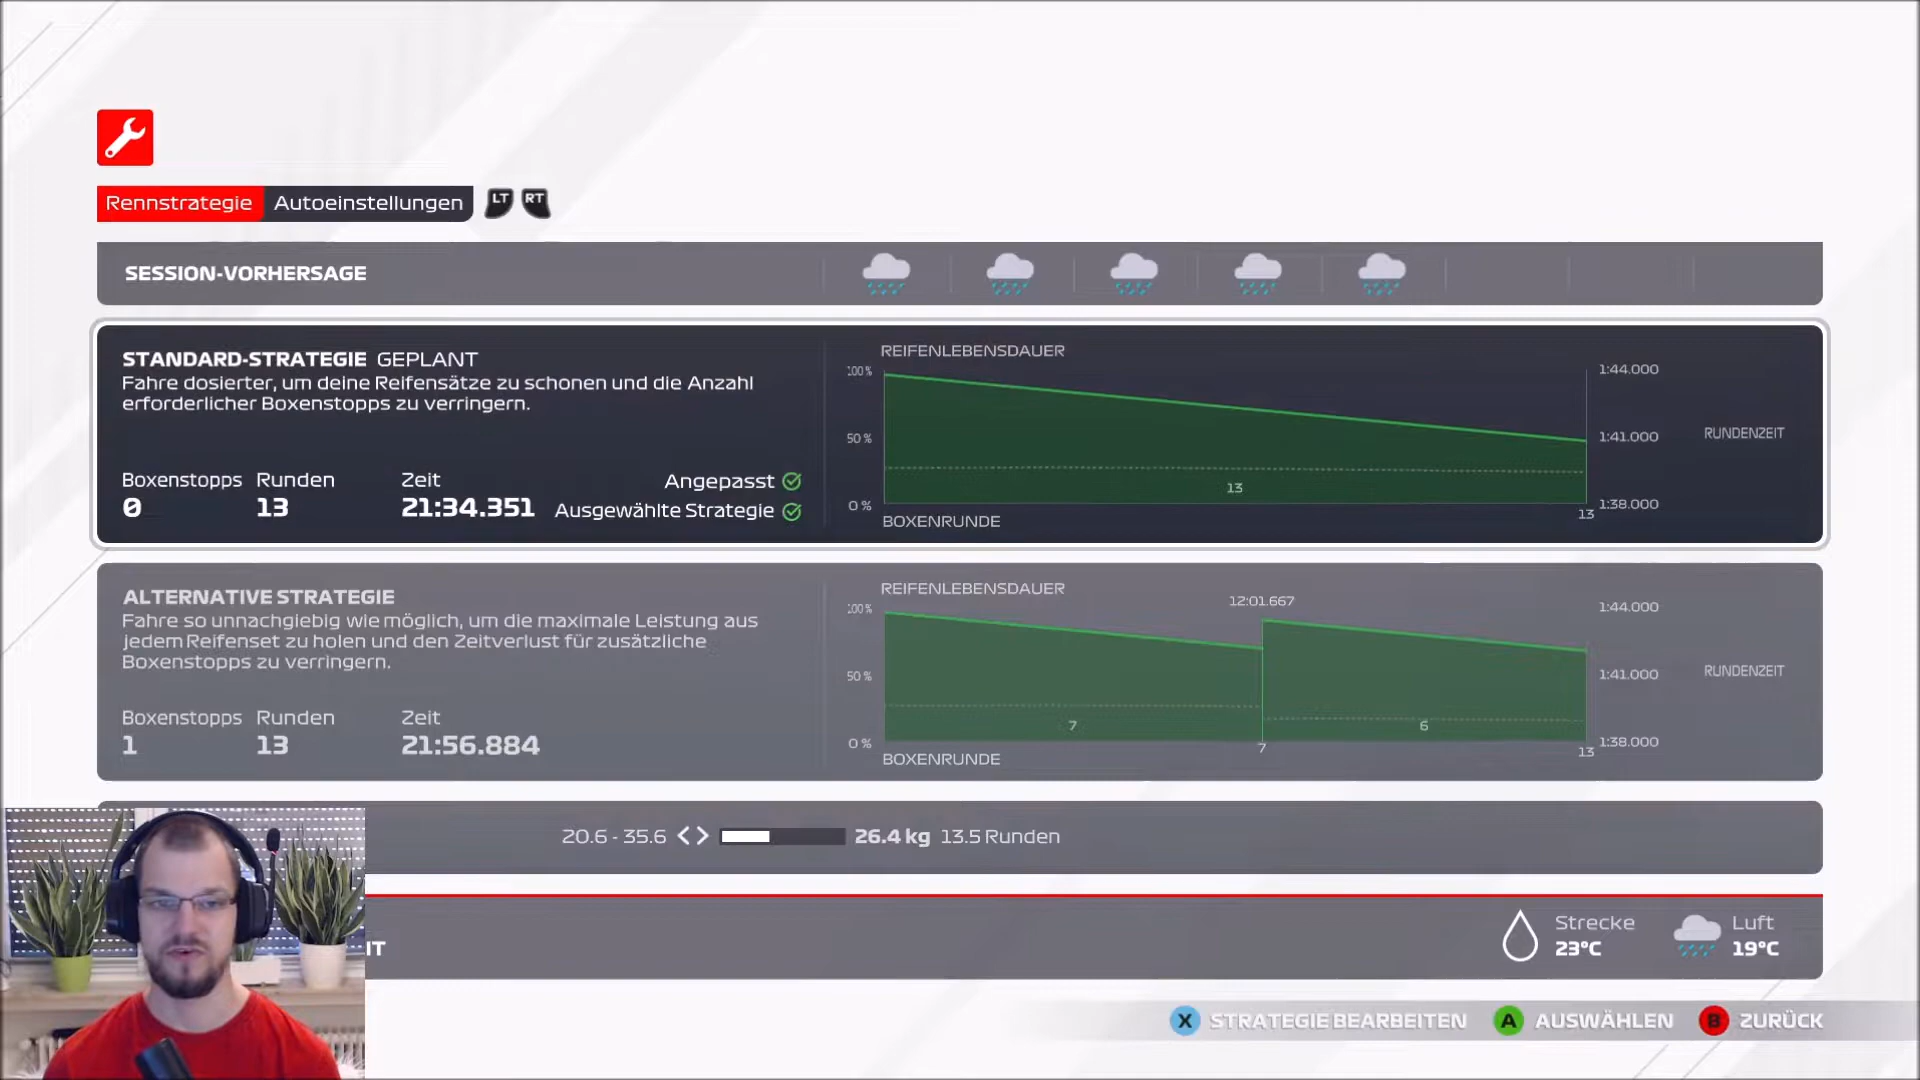 Rennstrategie Autoeinstellungen LT RT
SESSION-VORHERSAGE
STANDARD-STRATEGIE GEPLANT
Fahre dosierter, um deine Reifensätze zu schonen und die Anzahl
erforderlicher Boxenstopps zu verringern.
Boxenstopps Runden Zeit Angepasst
0 13 21:34.351 Ausgewählte Strategie
REIFENLEBENSDAUER
100 % 1:44.000
50 % 1:41.000 RUNDENZEIT
13
0 % 13 1:38.000
BOXENRUNDE
ALTERNATIVE STRATEGIE
Fahre so unnachgiebig wie möglich, um die maximale Leistung aus
jedem Reifenset zu holen und den Zeitverlust für zusätzliche
Boxenstopps zu verringern.
Boxenstopps Runden Zeit
1 13 21:56.884
REIFENLEBENSDAUER
12:01.667
100 % 1:44.000
50 % 1:41.000 RUNDENZEIT
7 6
0 % 7 13 1:38.000
BOXENRUNDE
20.6 - 35.6 26.4 kg 13.5 Runden
IT
Strecke Luft
23°C 19°C
X STRATEGIE BEARBEITEN A AUSWÄHLEN B ZURÜCK